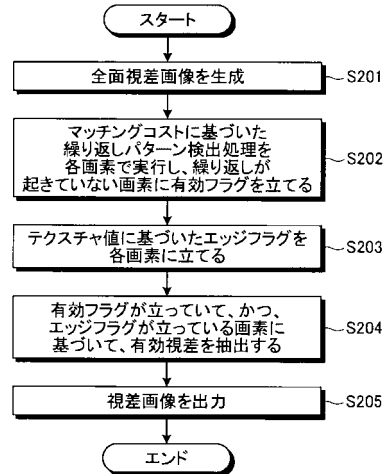 スタート
全面視差画像を生成
S201
マッチングコストに基づいた
繰り返しパターン検出処理を
各画素で実行し、繰り返しが
起きていない画素に有効フラグを立てる
S202
テクスチャ値に基づいたエッジフラグを
各画素に立てる
S203
有効フラグが立っていて、かつ、
エッジフラグが立っている画素に
基づいて、有効視差を抽出する
S204
視差画像を出力
S205
エンド